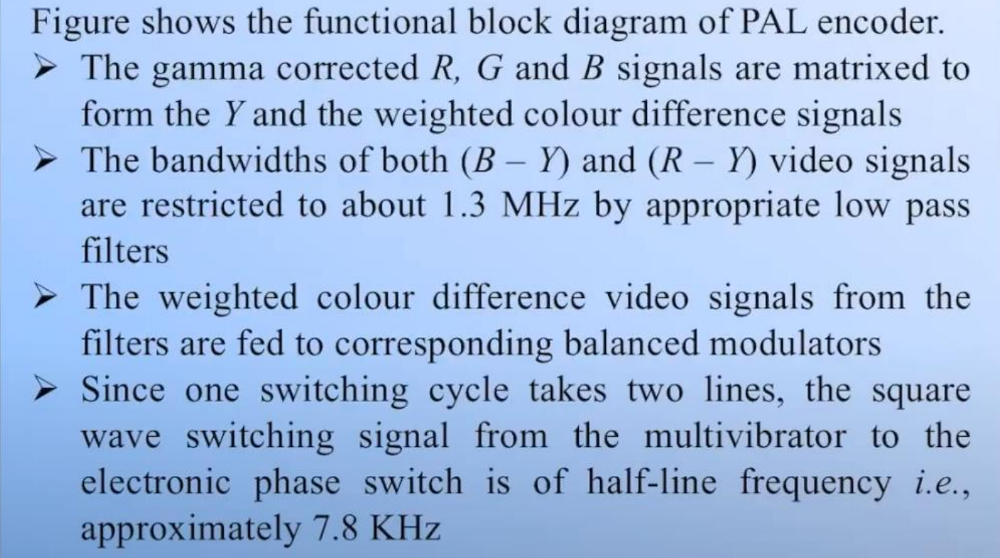 Figure shows the functional block diagram of PAL encoder.
➤ The gamma corrected R, G and B signals are matrixed to
form the Y and the weighted colour difference signals
➤ The bandwidths of both (B – Y) and (R – Y) video signals
are restricted to about 1.3 MHz by appropriate low pass
filters
➤ The weighted colour difference video signals from the
filters are fed to corresponding balanced modulators
➤ Since one switching cycle takes two lines, the square
wave switching signal from the multivibrator to the
electronic phase switch is of half-line frequency i.e.,
approximately 7.8 KHz